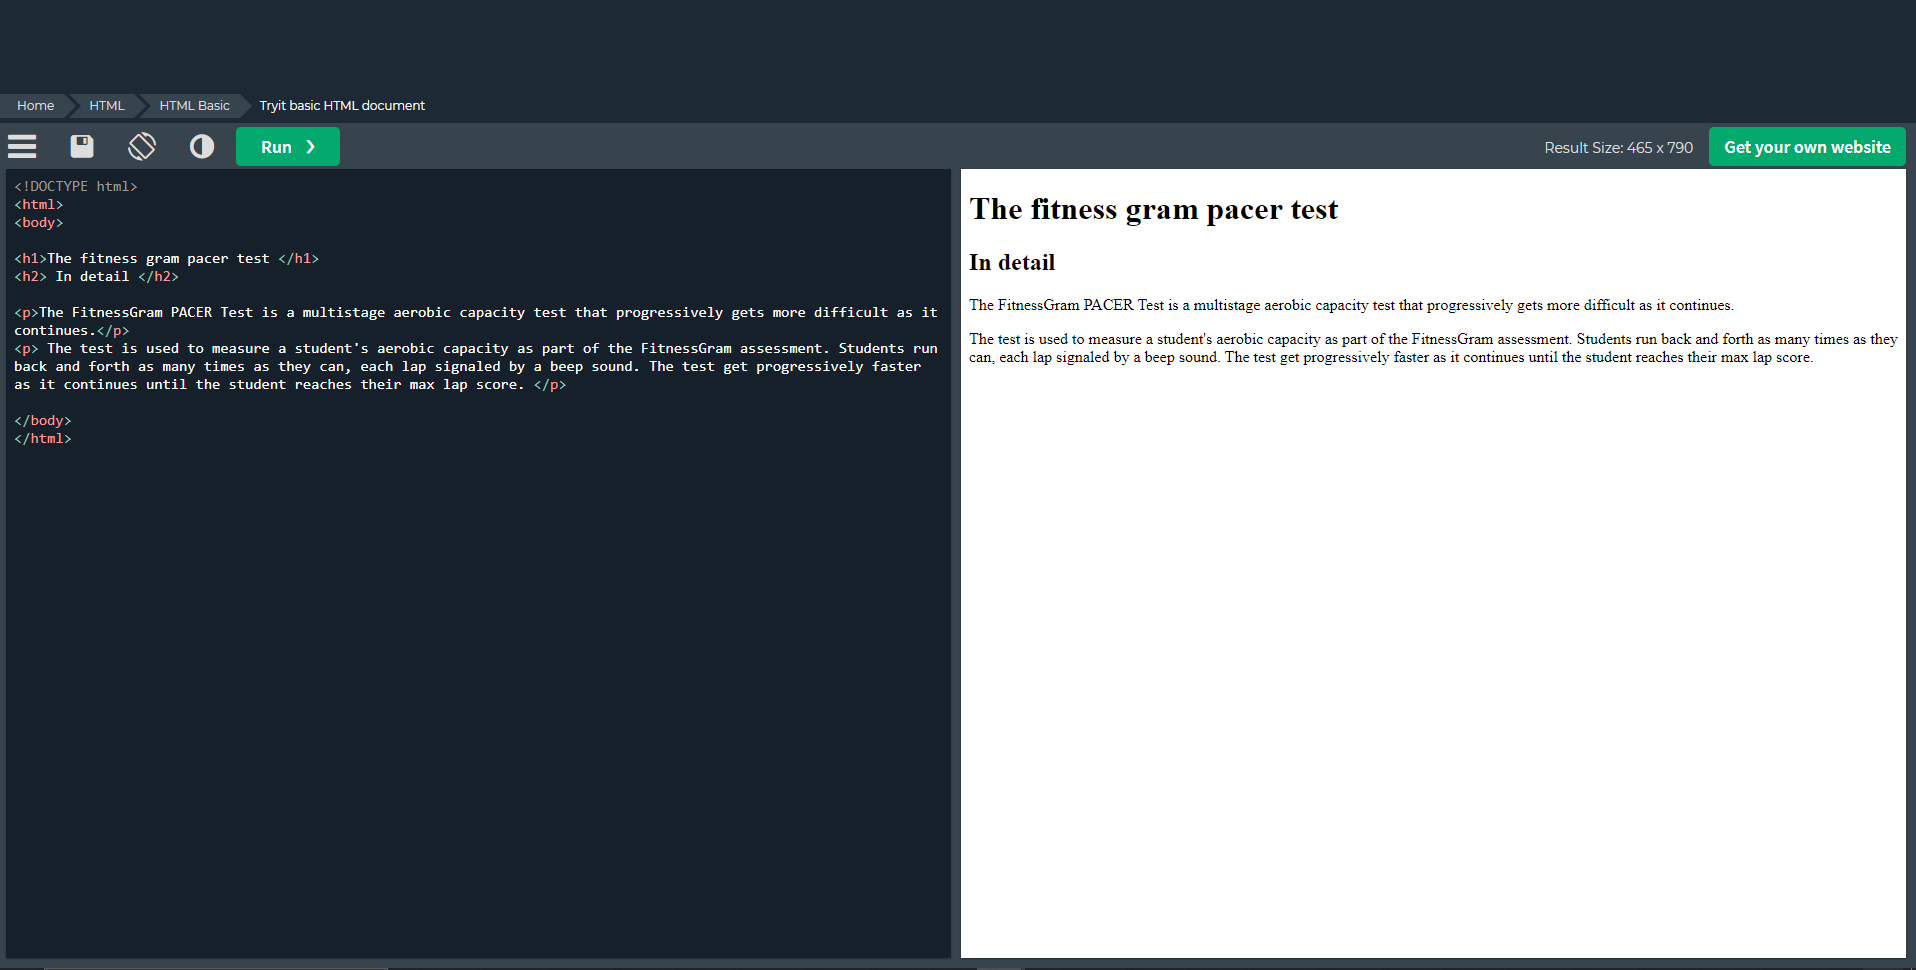 Home HTML HTML Basic Tryit basic HTML document
Run ❯ Result Size: 465 x 790 Get your own website
<!DOCTYPE html>
<html>
<body>
<h1>The fitness gram pacer test </h1>
<h2> In detail </h2>
<p>The FitnessGram PACER Test is a multistage aerobic capacity test that progressively gets more difficult as it
continues.</p>
<p> The test is used to measure a student's aerobic capacity as part of the FitnessGram assessment. Students run
back and forth as many times as they can, each lap signaled by a beep sound. The test get progressively faster
as it continues until the student reaches their max lap score. </p>
</body>
</html>
The fitness gram pacer test
In detail
The FitnessGram PACER Test is a multistage aerobic capacity test that progressively gets more difficult as it continues.
The test is used to measure a student's aerobic capacity as part of the FitnessGram assessment. Students run back and forth as many times as they
can, each lap signaled by a beep sound. The test get progressively faster as it continues until the student reaches their max lap score.